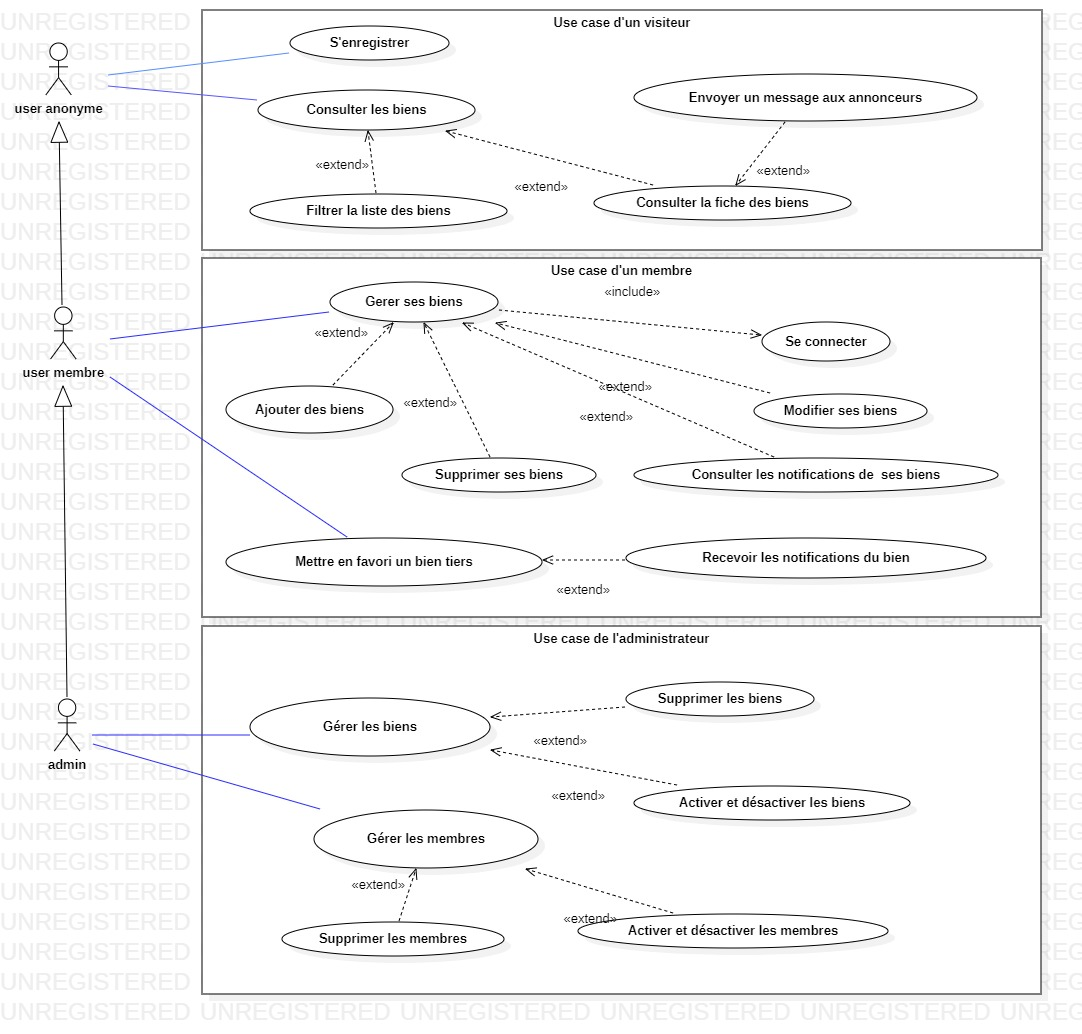 Use case d'un visiteur
S'enregistrer
user anonyme
Consulter les biens
Envoyer un message aux annonceurs
«extend»
«extend»
«extend»
Filtrer la liste des biens
Consulter la fiche des biens
Use case d'un membre
«include»
Gerer ses biens
«extend»
Se connecter
user membre
«extend»
«extend»
Ajouter des biens
Modifier ses biens
«extend»
Supprimer ses biens
Consulter les notifications de  ses biens
Mettre en favori un bien tiers
Recevoir les notifications du bien
«extend»
Use case de l'administrateur
Supprimer les biens
Gérer les biens
«extend»
admin
«extend»
Activer et désactiver les biens
Gérer les membres
«extend»
«extend»
Supprimer les membres
Activer et désactiver les membres
UNREGISTERED UNREGISTERED UNREGISTERED UNREGISTERED UNREGISTERED UNREG